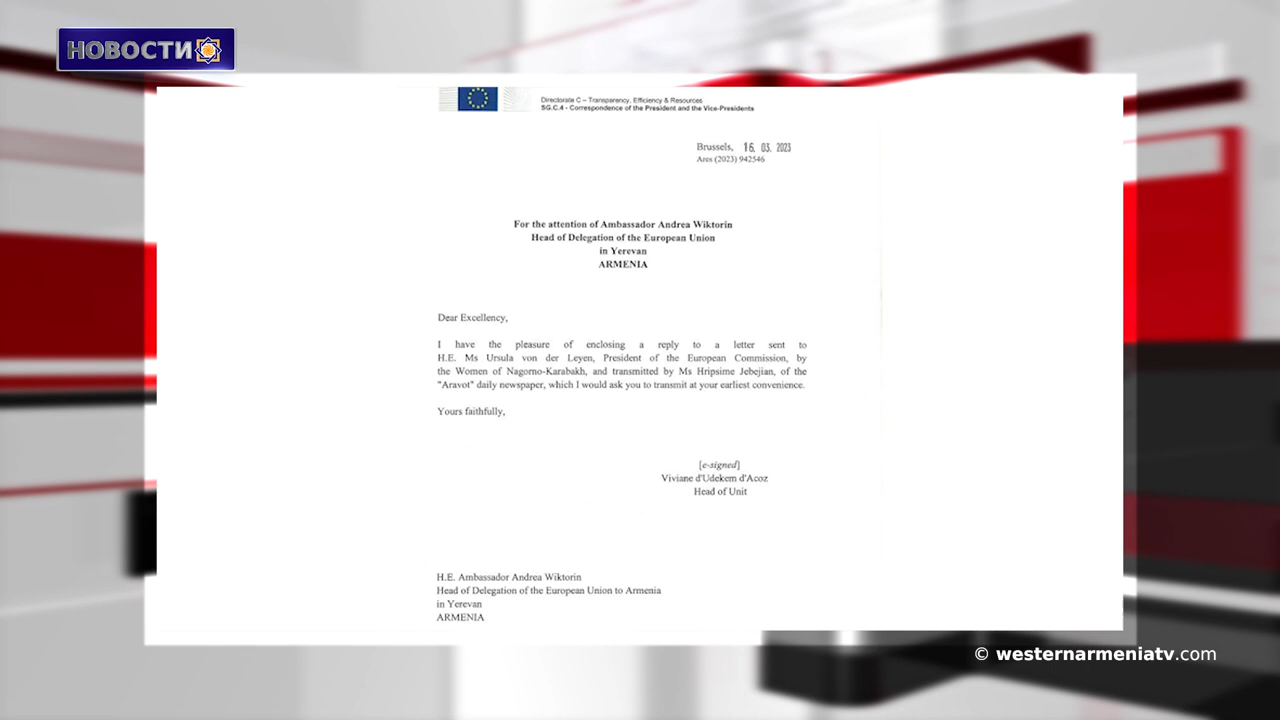 НОВОСТИ
Directorate C – Transparency, Efficiency & Resources
SG.C.4 - Correspondence of the President and the Vice-Presidents
Brussels, 16. 03. 2023
Ares (2023) 942546
For the attention of Ambassador Andrea Wiktorin
Head of Delegation of the European Union
in Yerevan
ARMENIA
Dear Excellency,
I have the pleasure of enclosing a reply to a letter sent to
H.E. Ms Ursula von der Leyen, President of the European Commission, by
the Women of Nagorno-Karabakh, and transmitted by Ms Hripsime Jebejian, of the
"Aravot" daily newspaper, which I would ask you to transmit at your earliest convenience.
Yours faithfully,
[e-signed]
Viviane d'Udekem d'Acoz
Head of Unit
H.E. Ambassador Andrea Wiktorin
Head of Delegation of the European Union to Armenia
in Yerevan
ARMENIA
© westernarmeniatv.com